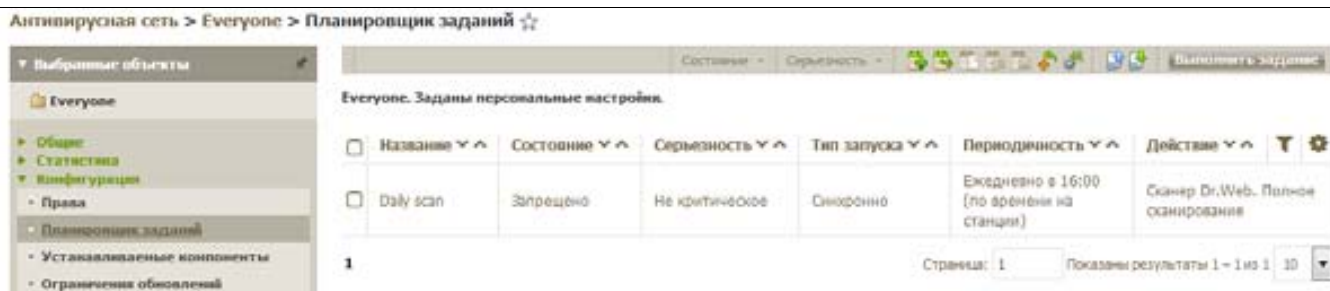 Антивирусная сеть > Everyone > Планировщик заданий
Выбранные объекты
Everyone
Общие
Статистика
Конфигурация
Права
Планировщик заданий
Устанавливаемые компоненты
Ограничения обновлений
Состояние
Серьезность
Выполнить задание
Everyone. Заданы персональные настройки.
Название Состояние Серьезность Тип запуска Периодичность Действие
Daily scan Запрещено Не критическое Синхронно Ежедневно в 16:00 (по времени на станции) Сканер Dr.Web. Полное сканирование
1 Страница: 1 Показаны результаты 1 – 1 из 1 10